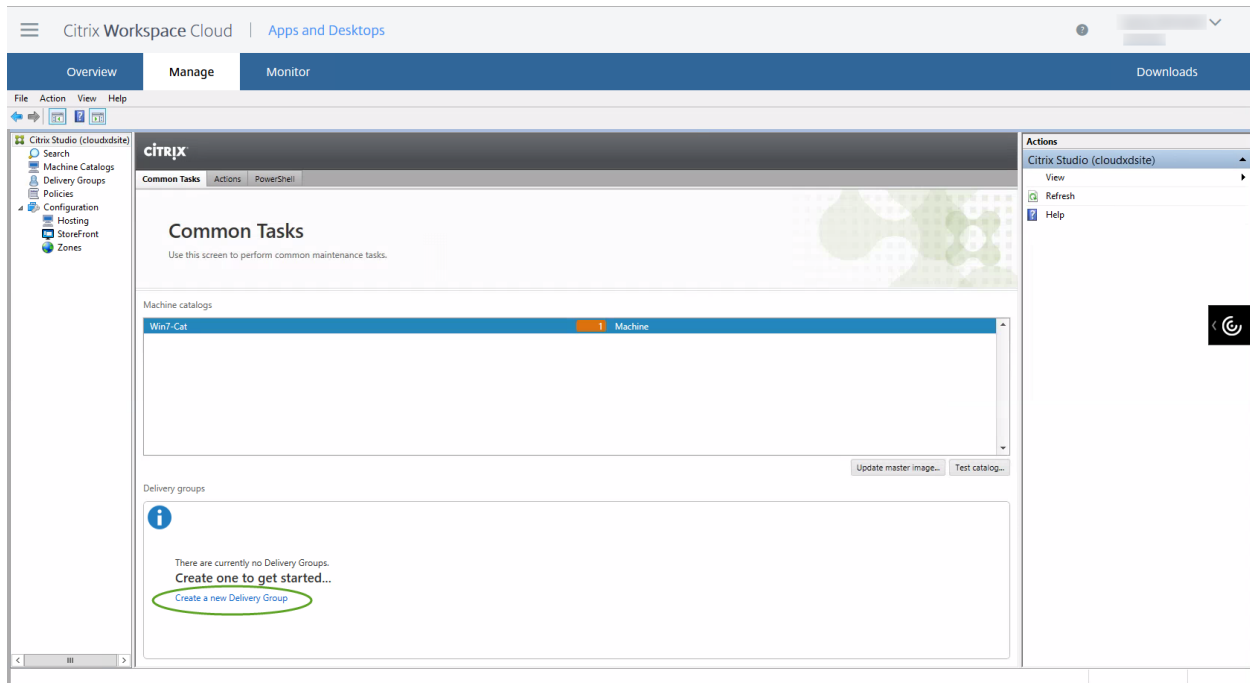 Citrix Workspace Cloud | Apps and Desktops
Overview
Manage
Monitor
Downloads
File Action View Help
Citrix Studio (cloudxdsite)
Search
Machine Catalogs
Delivery Groups
Policies
Configuration
Hosting
StoreFront
Zones
CİTRIX
Common Tasks
Actions
PowerShell
Common Tasks
Use this screen to perform common maintenance tasks.
Machine catalogs
Win7-Cat 1 Machine
Update master image...
Test catalog...
Delivery groups
There are currently no Delivery Groups.
Create one to get started...
Create a new Delivery Group
Actions
Citrix Studio (cloudxdsite)
View
Refresh
Help